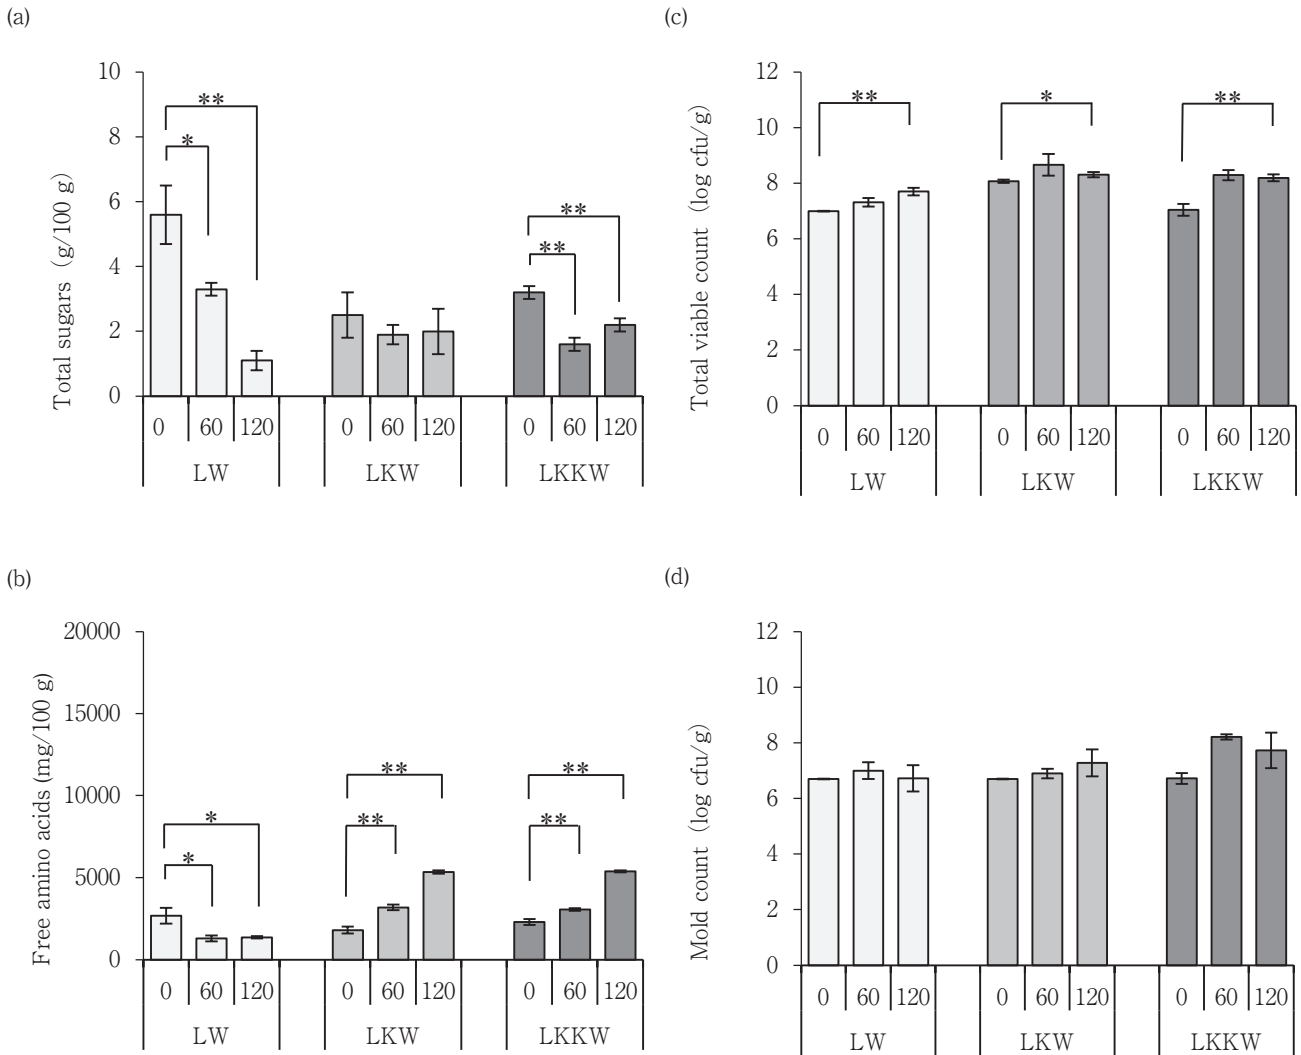 (a)
Total sugars (g/100 g)
10
8
6
4
2
0
**
*
**
**
0 60 120 0 60 120 0 60 120
LW LKW LKKW
(c)
Total viable count (log cfu/g)
12
10
8
6
4
2
0
**
*
**
0 60 120 0 60 120 0 60 120
LW LKW LKKW
(b)
Free amino acids (mg/100 g)
20000
15000
10000
5000
0
*
*
**
**
**
**
0 60 120 0 60 120 0 60 120
LW LKW LKKW
(d)
Mold count (log cfu/g)
12
10
8
6
4
2
0
0 60 120 0 60 120 0 60 120
LW LKW LKKW